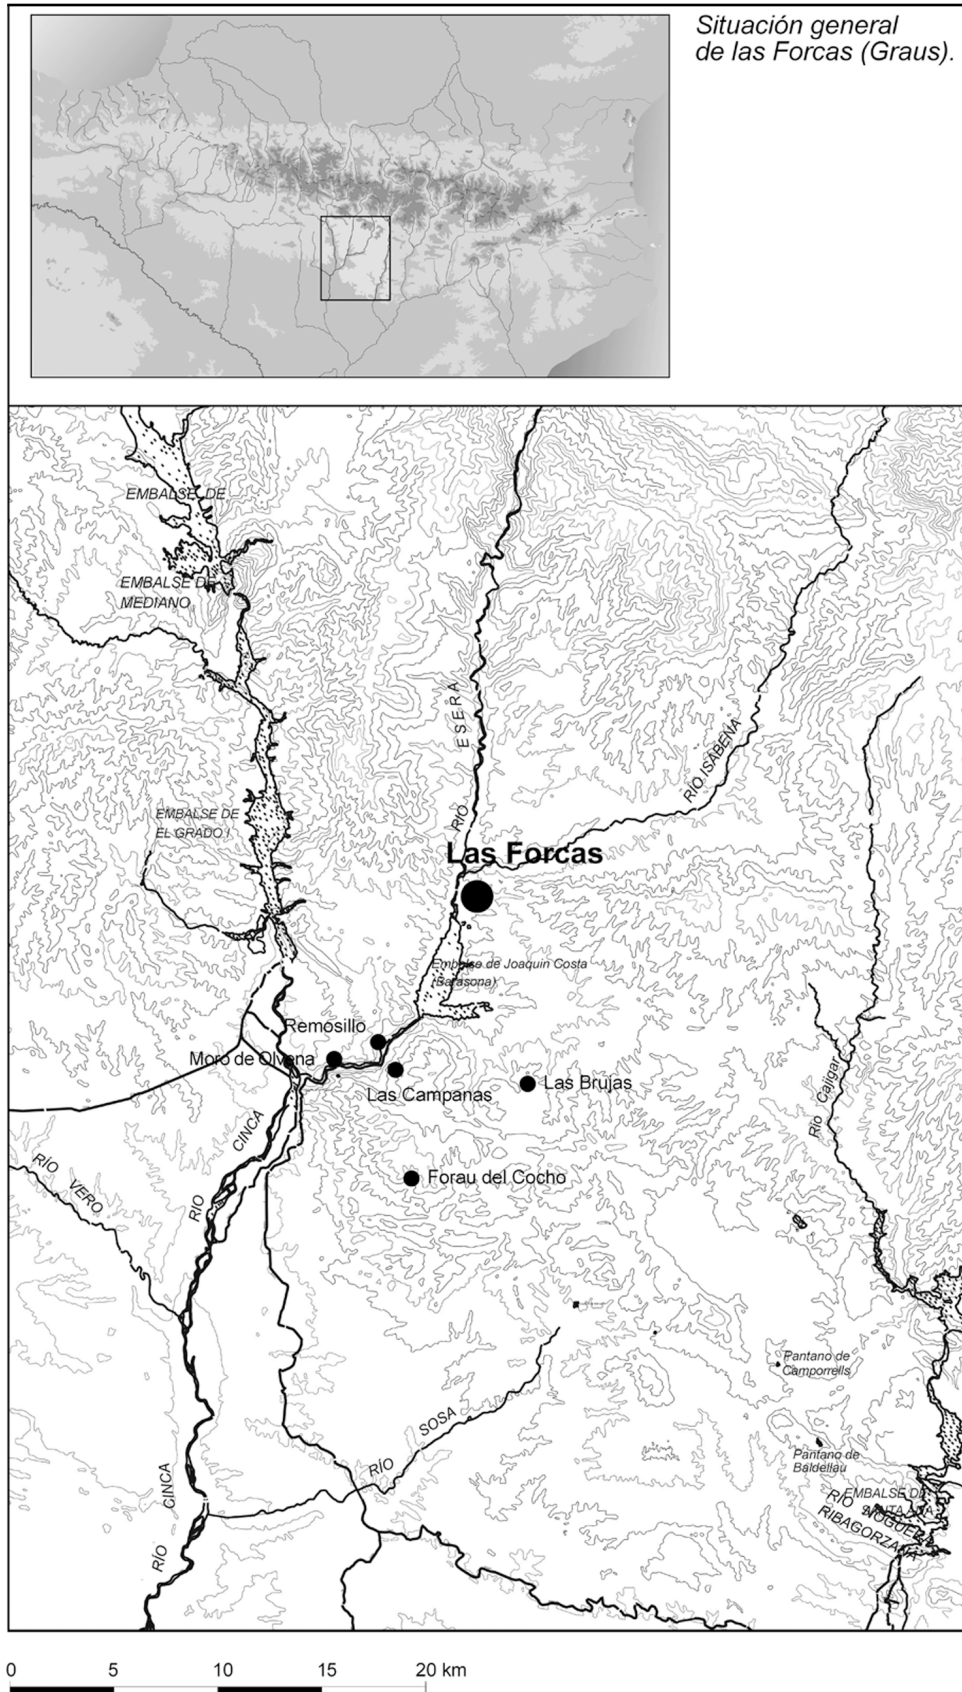 Situación general
de las Forcas (Graus).
EMBALSE DE
EMBALSE DE
MEDIANO
RÍO ESERA
RÍO ISABENA
EMBALSE DE
EL GRADO I
Las Forcas
Embalse de Joaquin Costa
(Barasona)
Remosillo
Moro de Olvena
Las Campanas
Las Brujas
Forau del Cocho
Río Cajigar
RÍO CINCA
RÍO VERO
RÍO SOSA
RÍO CINCA
Pantano de
Camporrells
Pantano de
Baldellau
EMBALSE DE
SANTA ANA
RÍO NOGUERA
RIBAGORZANA
0 5 10 15 20 km